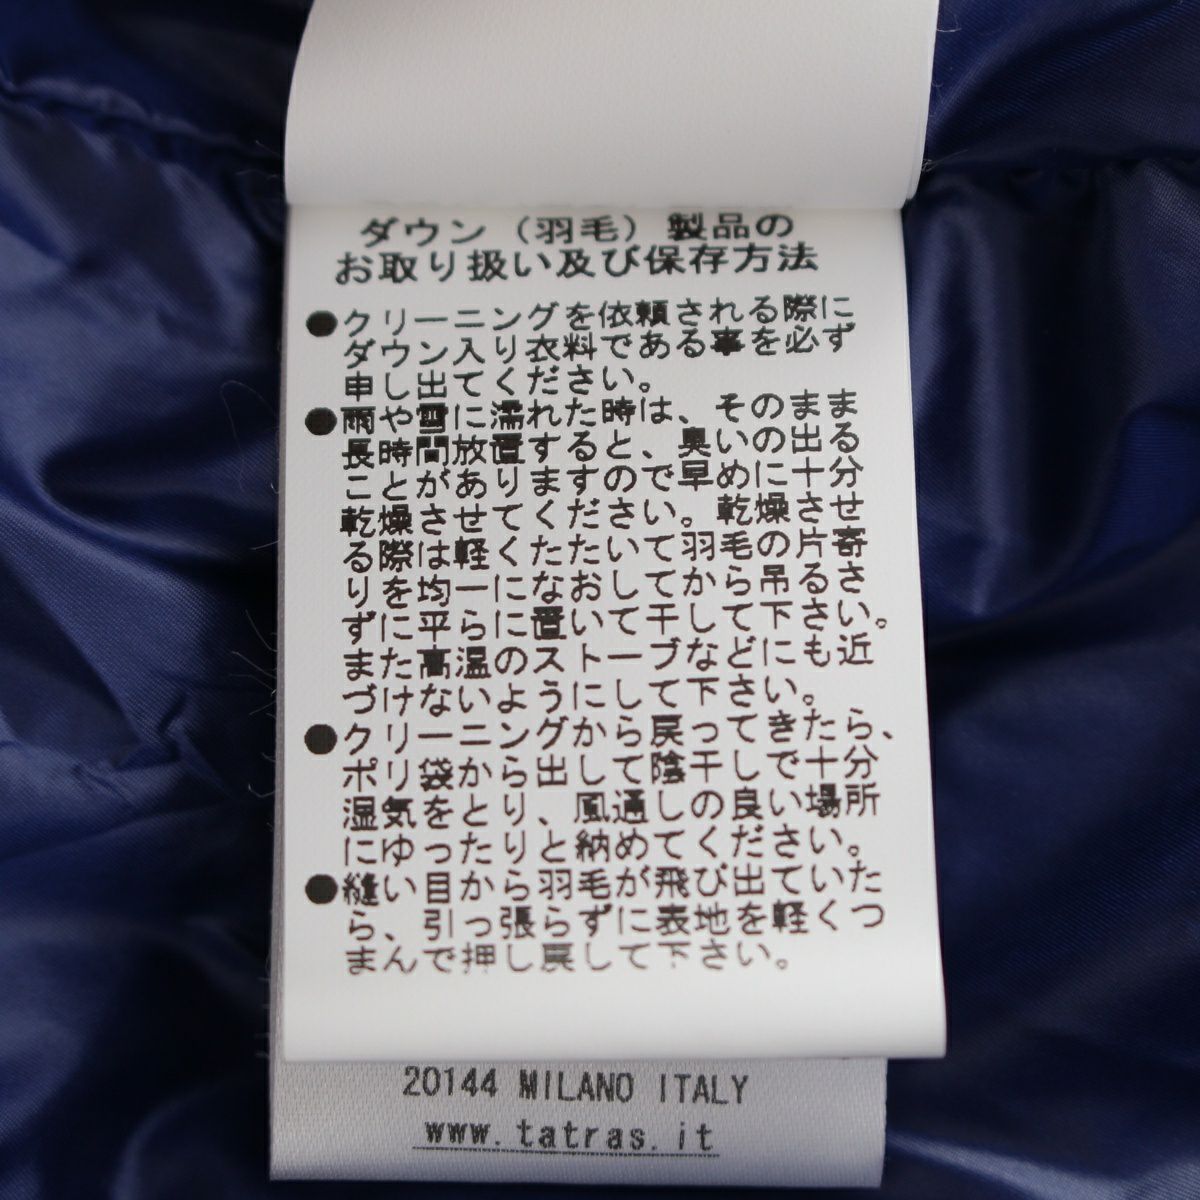 ダウン（羽毛）製品の
お取り扱い及び保存方法
●クリーニングを依頼される際に
ダウン入り衣料である事を必ず
申し出てください。
●雨や雪に濡れた時は、そのまま
長時間放置すると、臭いの出る
ことがありますので早めに十分
乾燥させてください。乾燥させ
る際は軽くたたいて羽毛の片寄
りを均一になおしてから吊るさ
ずに平らに置いて干して下さい。
また高温のストーブなどにも近
づけないようにして下さい。
●クリーニングから戻ってきたら、
ポリ袋から出して陰干しで十分
湿気をとり、風通しの良い場所
にゆったりと納めてください。
●縫い目から羽毛が飛び出ていた
ら、引っ張らずに表地を軽くつ
まんで押し戻して下さい。
20144 MILANO ITALY
www.tatras.it